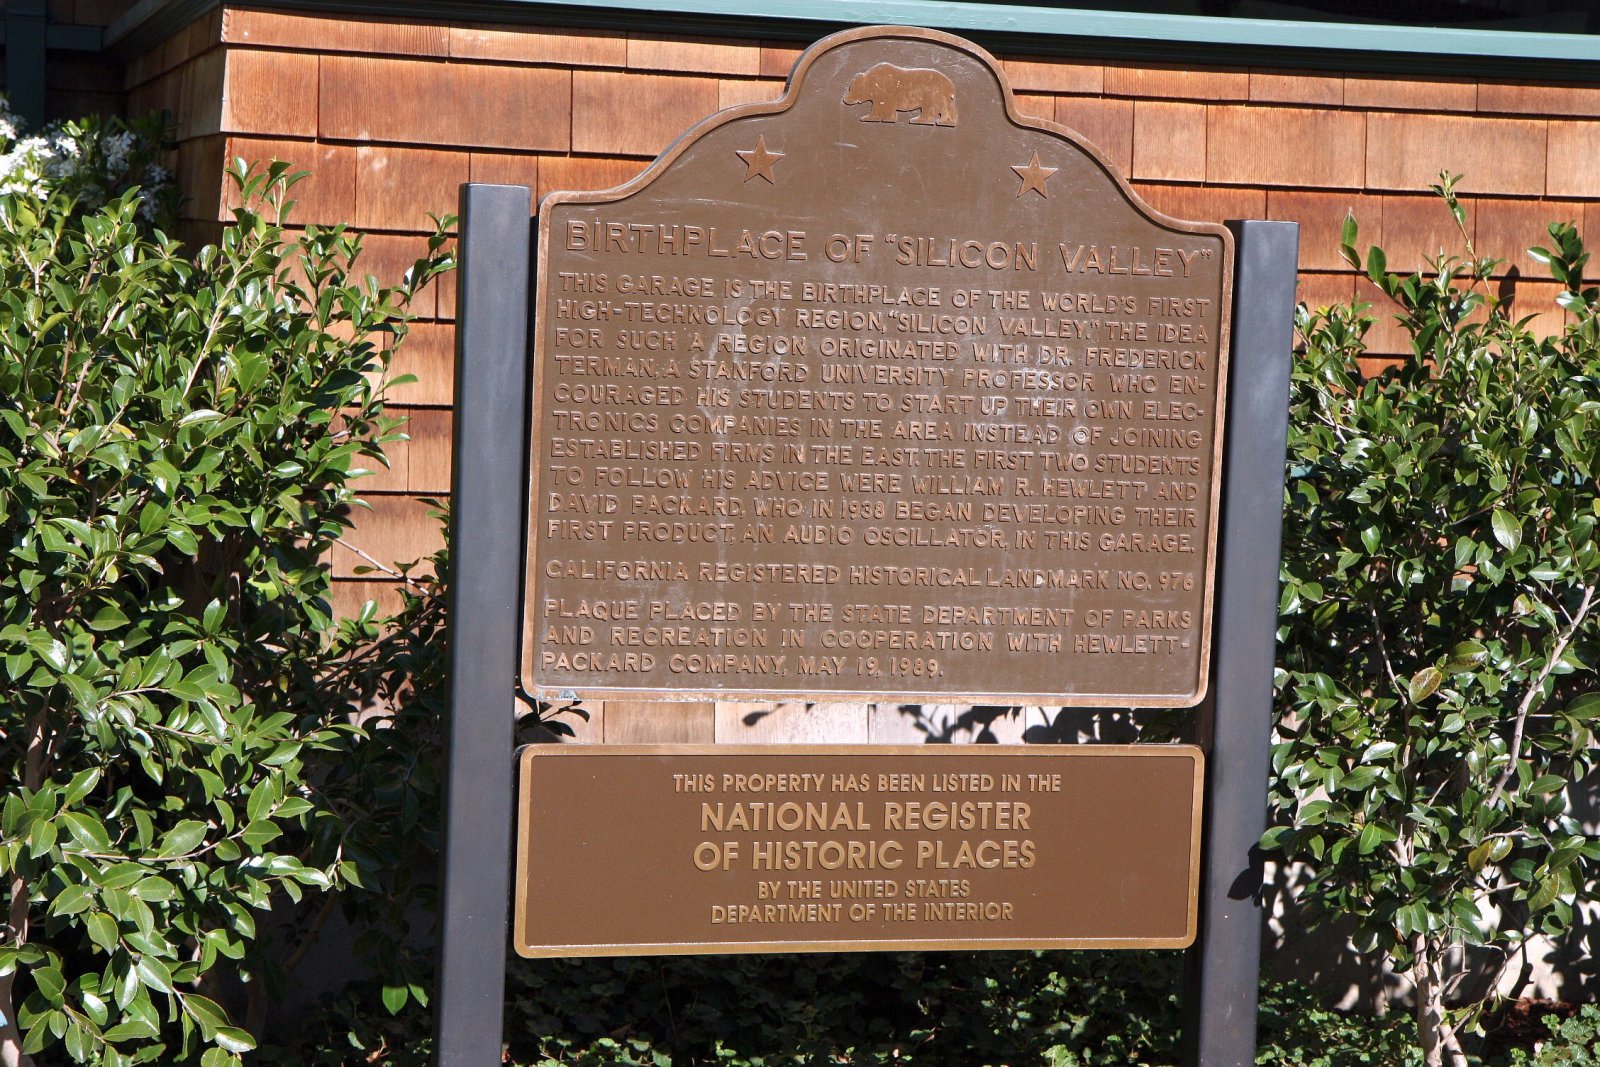 BIRTHPLACE OF "SILICON VALLEY"
THIS GARAGE IS THE BIRTHPLACE OF THE WORLD'S FIRST
HIGH-TECHNOLOGY REGION, "SILICON VALLEY." THE IDEA
FOR SUCH A REGION ORIGINATED WITH DR. FREDERICK
TERMAN, A STANFORD UNIVERSITY PROFESSOR WHO EN-
COURAGED HIS STUDENTS TO START UP THEIR OWN ELEC-
TRONICS COMPANIES IN THE AREA INSTEAD OF JOINING
ESTABLISHED FIRMS IN THE EAST. THE FIRST TWO STUDENTS
TO FOLLOW HIS ADVICE WERE WILLIAM R. HEWLETT AND
DAVID PACKARD, WHO IN 1938 BEGAN DEVELOPING THEIR
FIRST PRODUCT, AN AUDIO OSCILLATOR, IN THIS GARAGE.
CALIFORNIA REGISTERED HISTORICAL LANDMARK NO. 976
PLAQUE PLACED BY THE STATE DEPARTMENT OF PARKS
AND RECREATION IN COOPERATION WITH HEWLETT-
PACKARD COMPANY, MAY 19, 1989.
THIS PROPERTY HAS BEEN LISTED IN THE
NATIONAL REGISTER
OF HISTORIC PLACES
BY THE UNITED STATES
DEPARTMENT OF THE INTERIOR